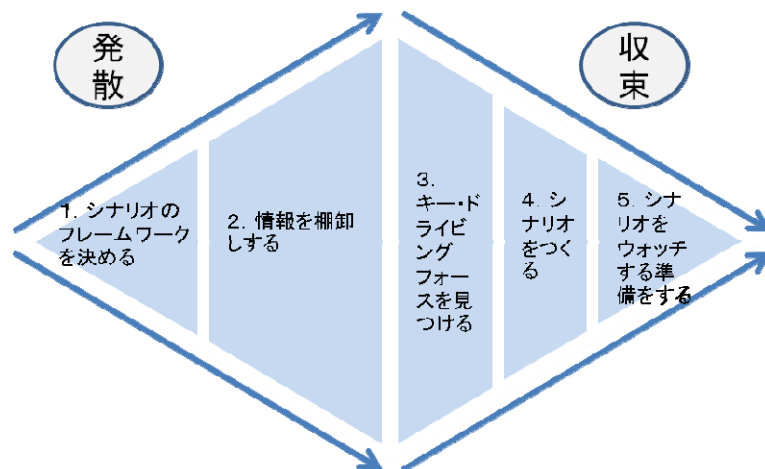 発
散
収
束
1. シナリオの
フレームワーク
を決める
2. 情報を棚卸
しする
3.
キー・ド
ライビ
ング
フォー
スを見
つける
4. シ
ナリオ
をつく
る
5. シナ
リオを
ウォッチ
する準
備をする